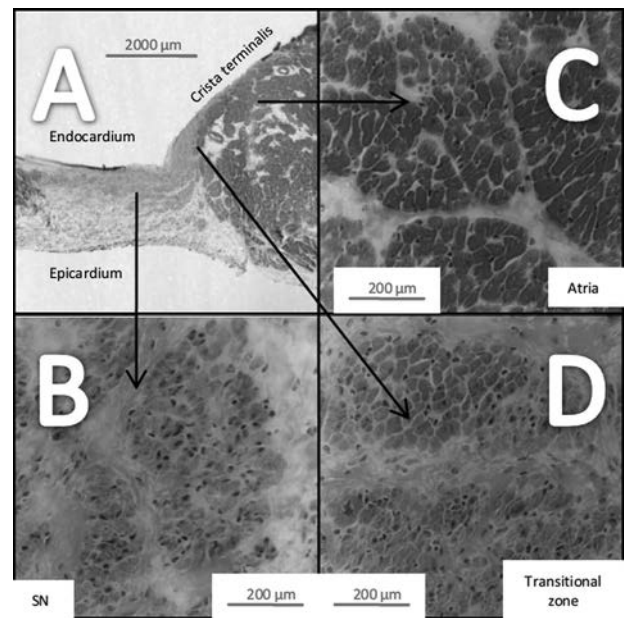 A
2000 µm
Crista terminalis
Endocardium
Epicardium
C
200 µm
Atria
B
SN
200 µm
D
200 µm
Transitional
zone